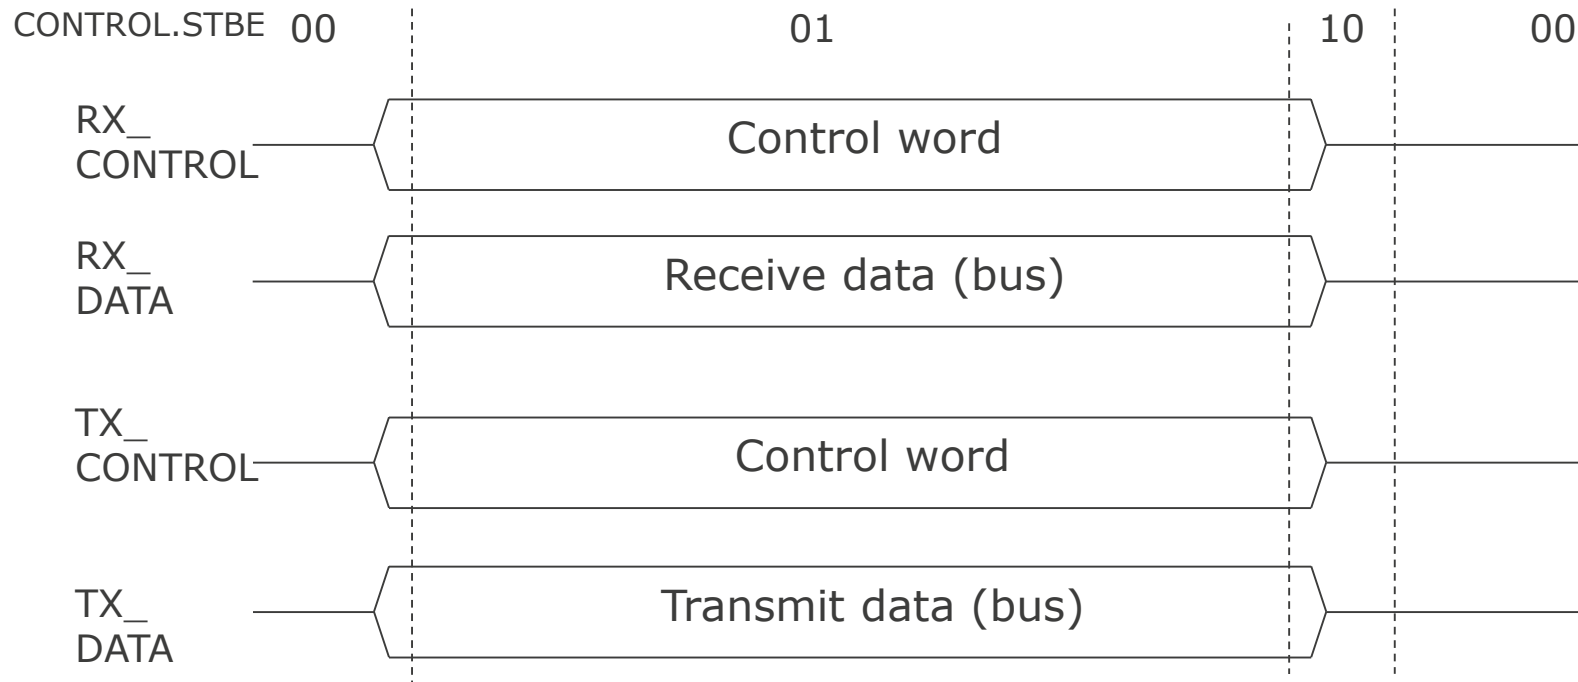 CONTROL.STBE 00 01 10 00
RX_
CONTROL
Control word
RX_
DATA
Receive data (bus)
TX_
CONTROL
Control word
TX_
DATA
Transmit data (bus)